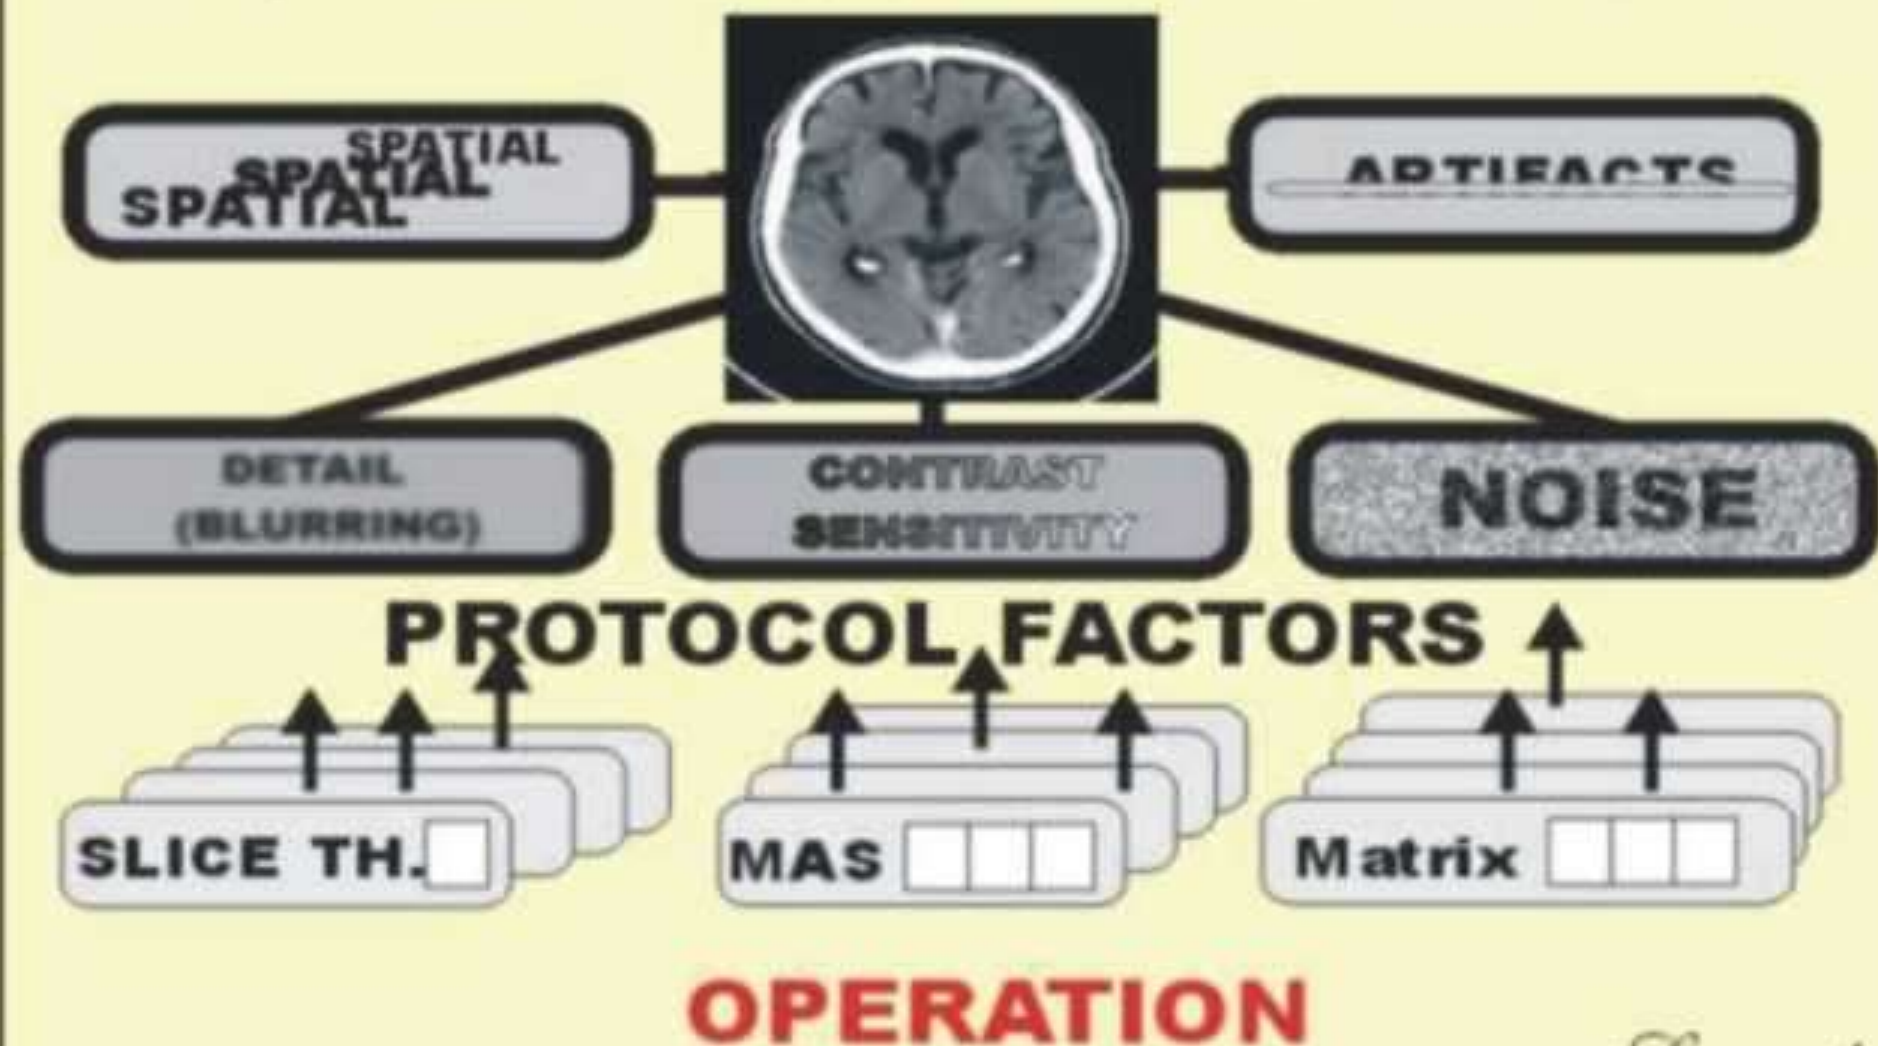 SPATIAL
SPATIAL
SPATIAL
ARTIFACTS
DETAIL
(BLURRING)
CONTRAST
SENSITIVITY
NOISE
PROTOCOL FACTORS
SLICE TH.
MAS
Matrix
OPERATION